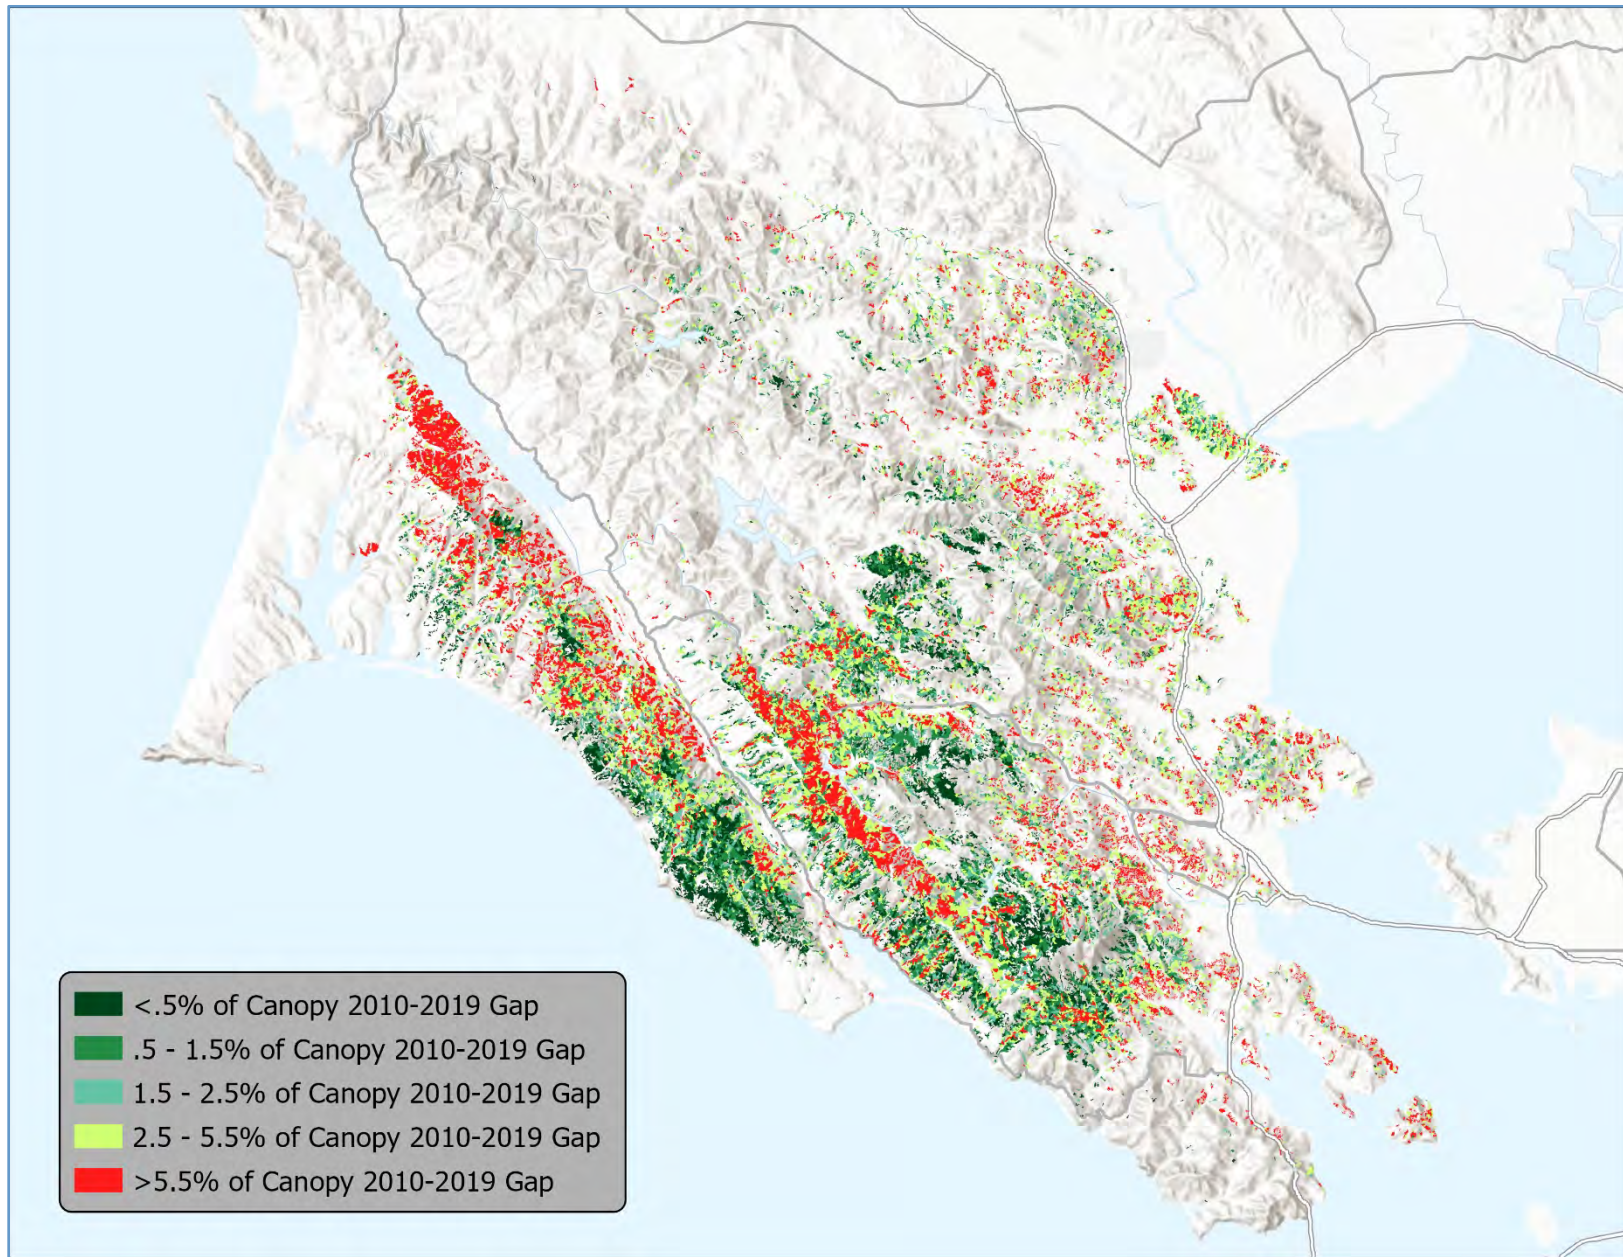 <.5% of Canopy 2010-2019 Gap
.5 - 1.5% of Canopy 2010-2019 Gap
1.5 - 2.5% of Canopy 2010-2019 Gap
2.5 - 5.5% of Canopy 2010-2019 Gap
>5.5% of Canopy 2010-2019 Gap